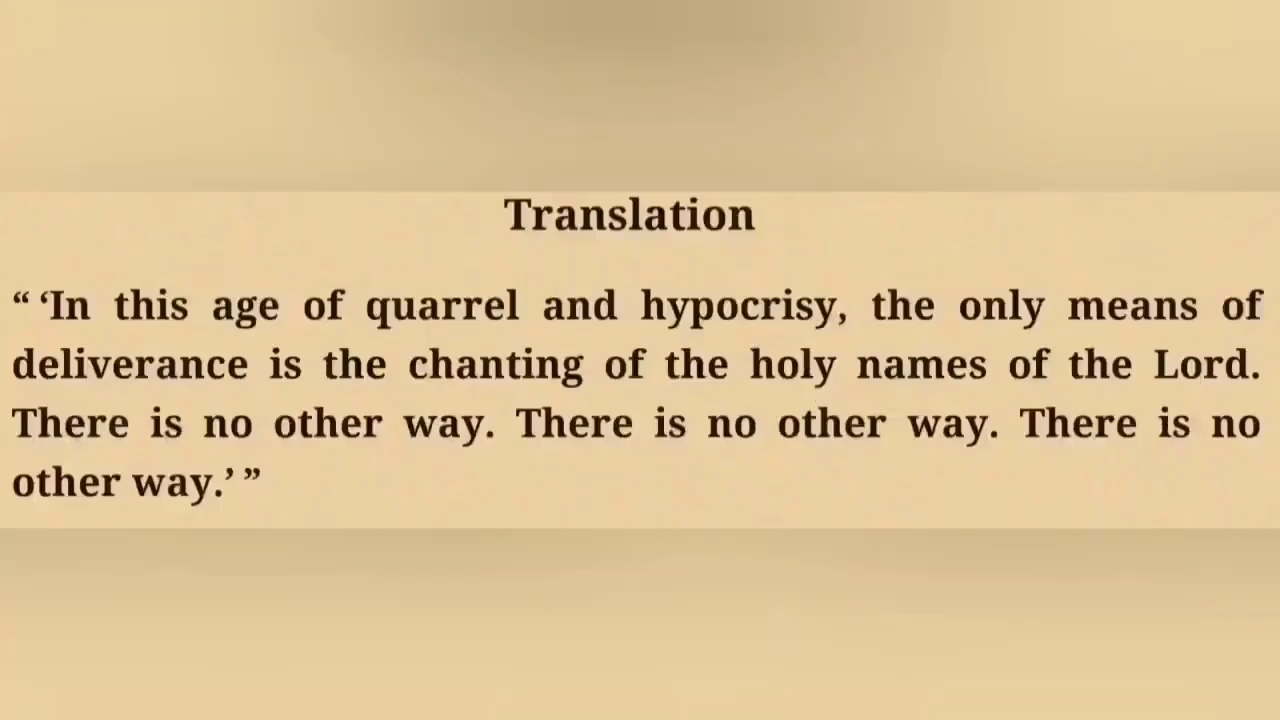 Translation
“ ‘In this age of quarrel and hypocrisy, the only means of
deliverance is the chanting of the holy names of the Lord.
There is no other way. There is no other way. There is no
other way.’ ”